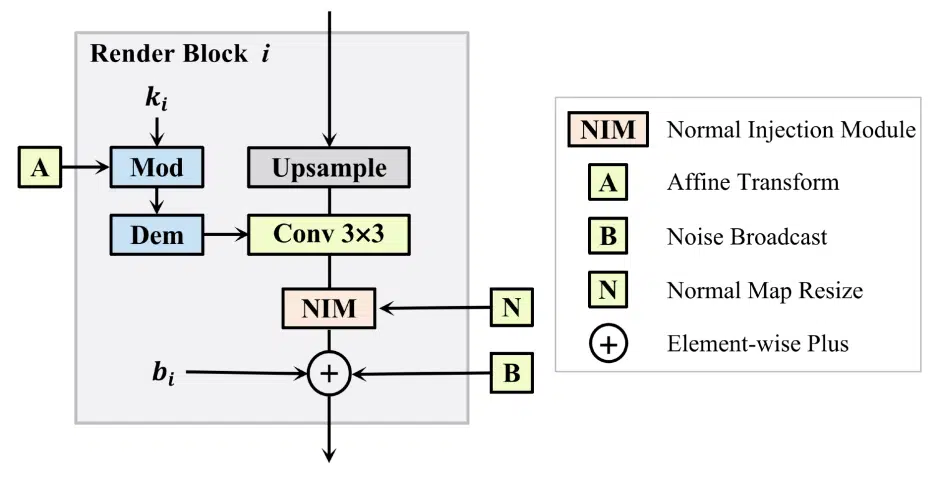 Render Block i
k_i
A
Mod
Upsample
Dem
Conv 3×3
NIM
N
b_i
+
B
NIM Normal Injection Module
A Affine Transform
B Noise Broadcast
N Normal Map Resize
+ Element-wise Plus